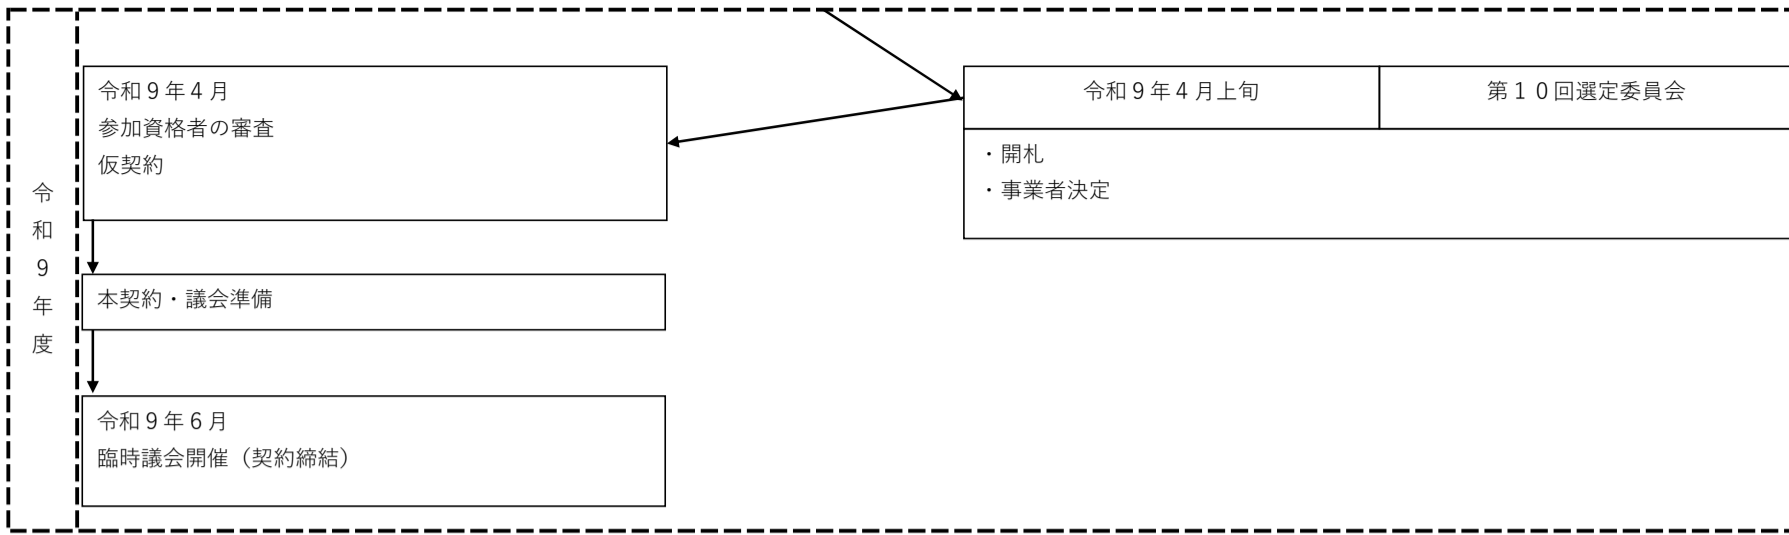 令和９年度
令和９年４月
参加資格者の審査
仮契約
本契約・議会準備
令和９年６月
臨時議会開催（契約締結）
令和９年４月上旬
第１０回選定委員会
・開札
・事業者決定